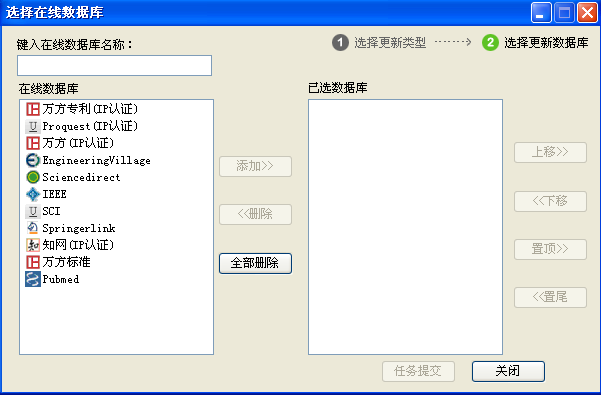 选择在线数据库
键入在线数据库名称：
1 选择更新类型
2 选择更新数据库
在线数据库
万方专利(IP认证)
Proquest(IP认证)
万方(IP认证)
EngineeringVillage
Sciencedirect
IEEE
SCI
Springerlink
知网(IP认证)
万方标准
Pubmed
添加>>
<<删除
全部删除
已选数据库
上移>>
<<下移
置顶>>
<<置尾
任务提交
关闭